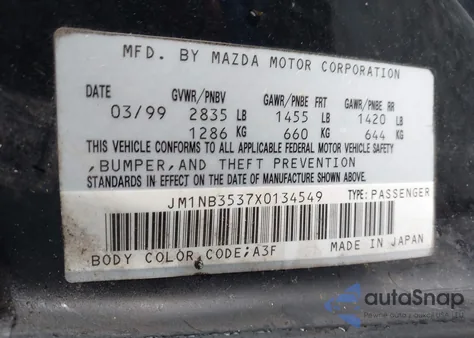 MFD. BY MAZDA MOTOR CORPORATION
DATE GVWR/PNBV GAWR/PNBE FRT GAWR/PNBE RR
03/99 2835 LB 1455 LB 1420 LB
1286 KG 660 KG 644 KG
THIS VEHICLE CONFORMS TO ALL APPLICABLE FEDERAL MOTOR VEHICLE SAFETY
,BUMPER,AND THEFT PREVENTION
STANDARDS IN EFFECT ON THE DATE OF MANUFACTURE SHOWN ABOVE.
JM1NB3537X0134549 TYPE:PASSENGER
BODY COLOR CODE;A3F MADE IN JAPAN
autoSnap